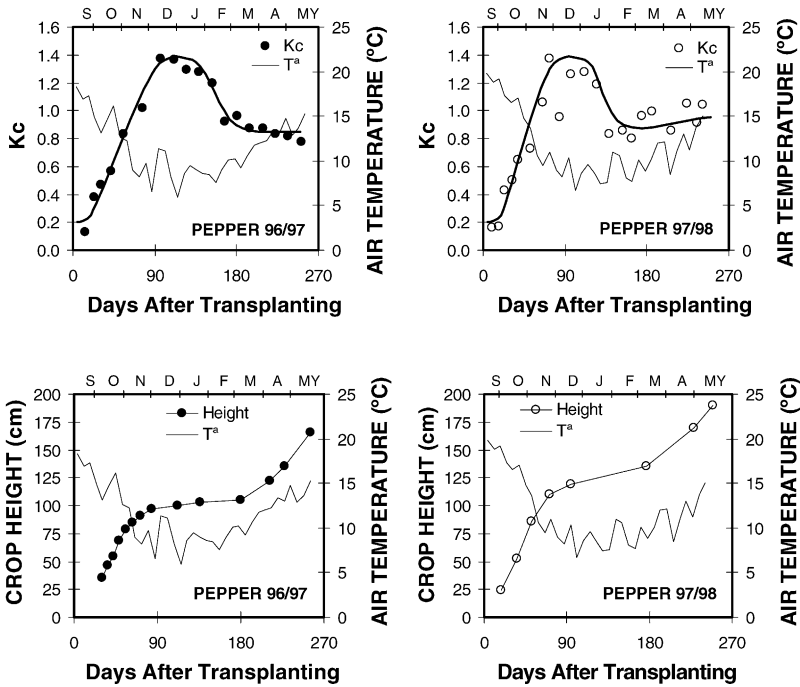 S O N D J F M A MY
1.6
1.4
1.2
1.0
0.8
0.6
0.4
0.2
0.0
Kc
25
20
15
10
5
0
AIR TEMPERATURE (ºC)
Kc
Tª
PEPPER 96/97
0 90 180 270
Days After Transplanting
S O N D J F M A MY
1.6
1.4
1.2
1.0
0.8
0.6
0.4
0.2
0.0
Kc
25
20
15
10
5
0
AIR TEMPERATURE (ºC)
Kc
Tª
PEPPER 97/98
0 90 180 270
Days After Transplanting
S O N D J F M A MY
200
175
150
125
100
75
50
25
0
CROP HEIGHT (cm)
25
20
15
10
5
0
AIR TEMPERATURE (ºC)
Height
Tª
PEPPER 96/97
0 90 180 270
Days After Transplanting
S O N D J F M A MY
200
175
150
125
100
75
50
25
0
CROP HEIGHT (cm)
25
20
15
10
5
0
AIR TEMPERATURE (ºC)
Height
Tª
PEPPER 97/98
0 90 180 270
Days After Transplanting